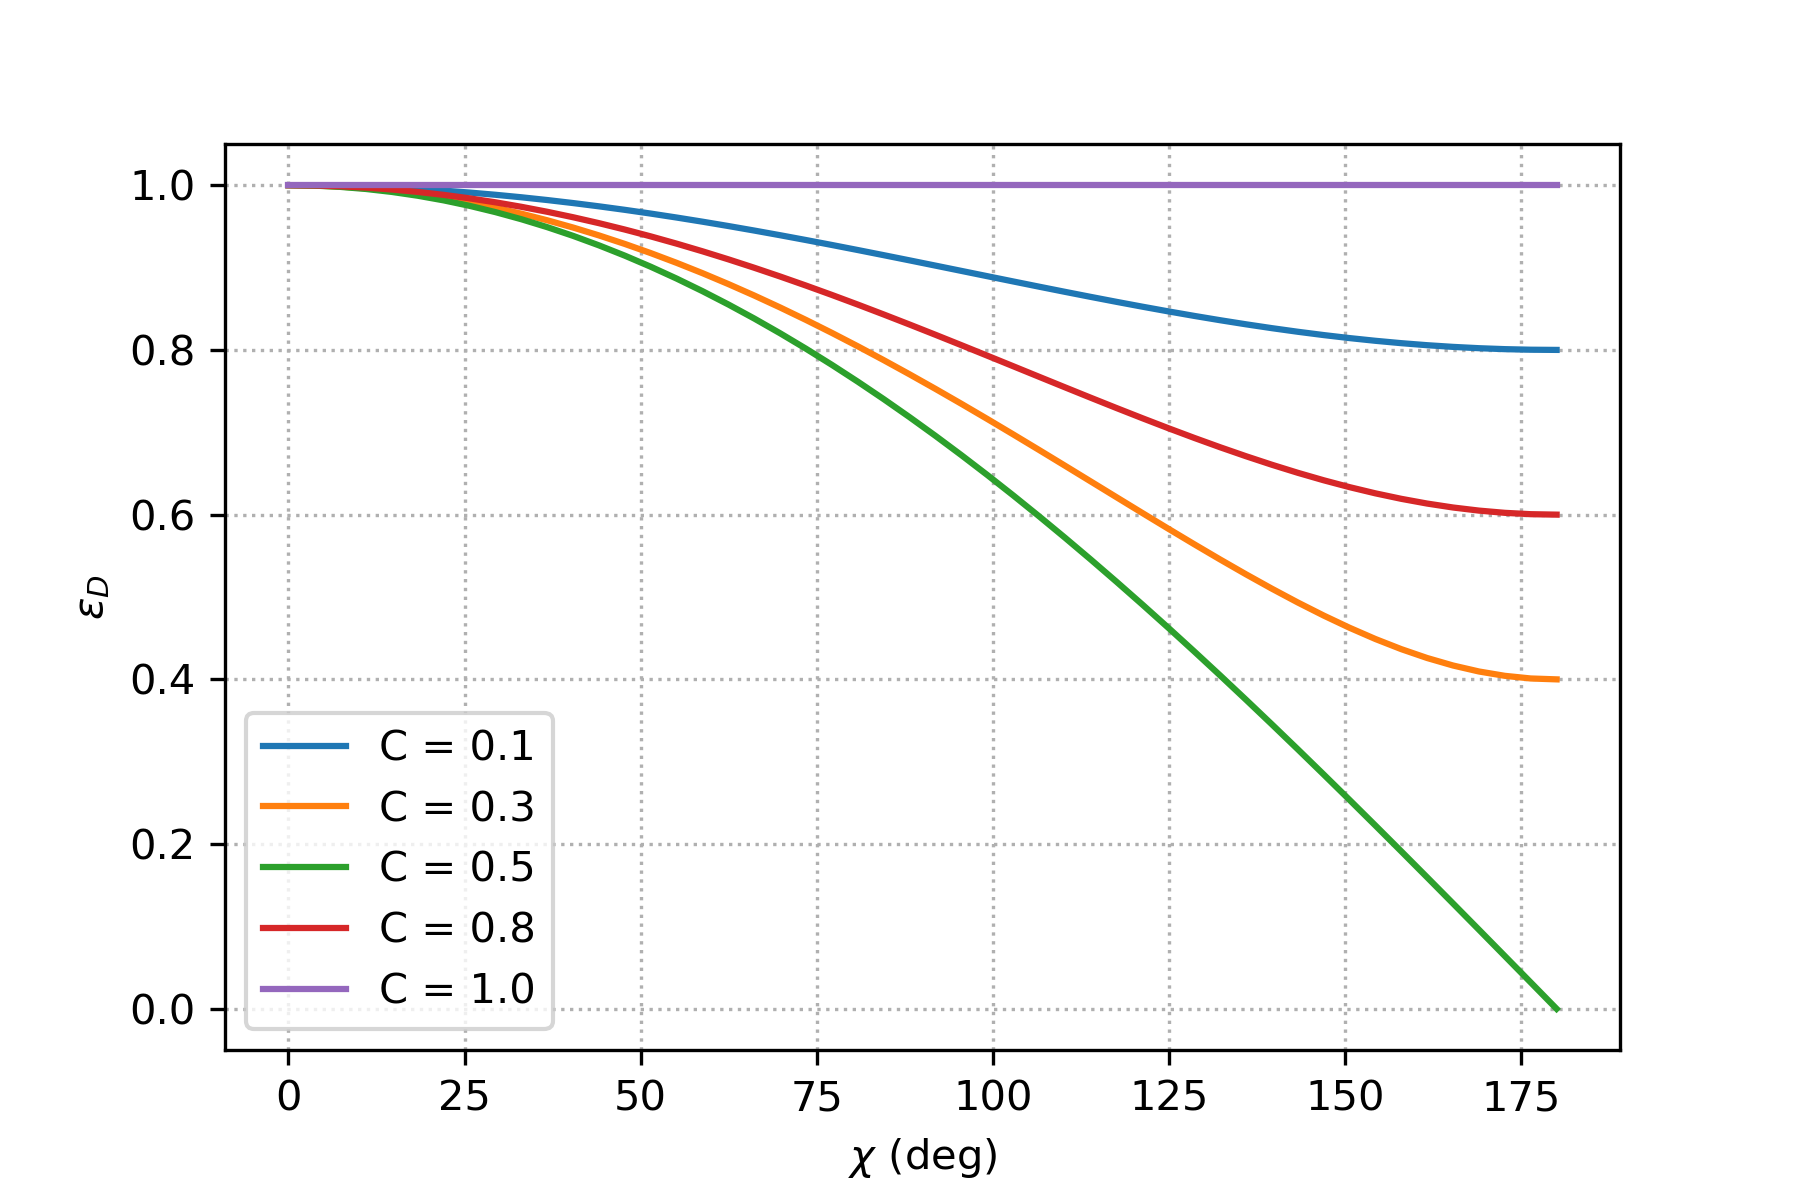 1.0
0.8
0.6
0.4
0.2
0.0
ε_D
C = 0.1
C = 0.3
C = 0.5
C = 0.8
C = 1.0
0 25 50 75 100 125 150 175
χ (deg)